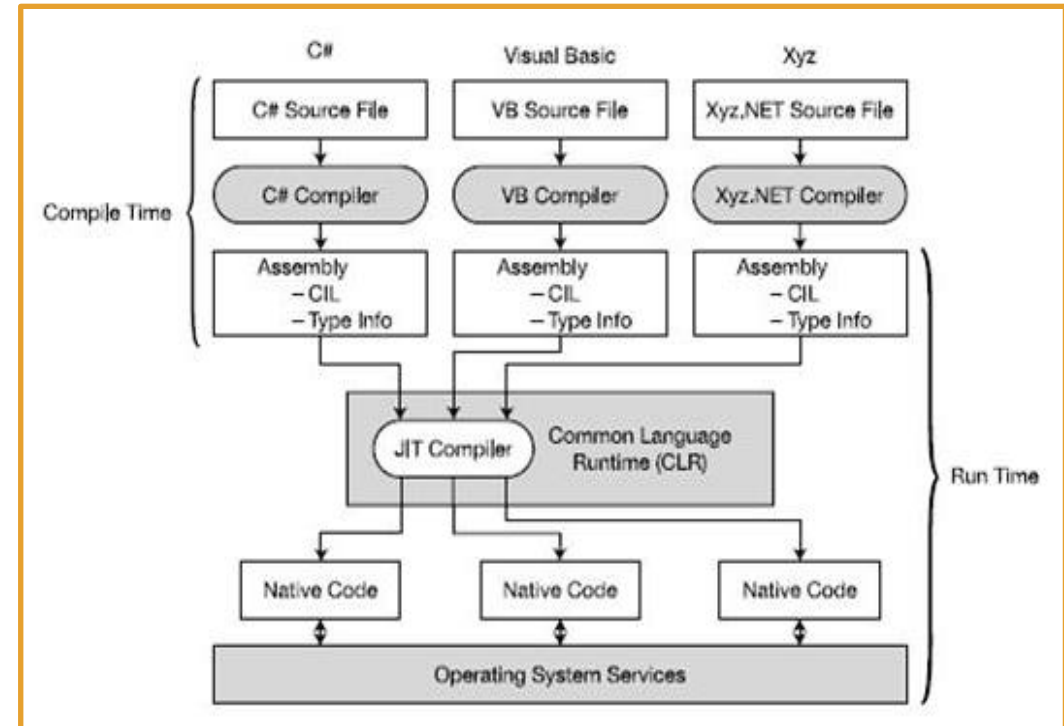 C#
Visual Basic
Xyz
C# Source File
VB Source File
Xyz.NET Source File
C# Compiler
VB Compiler
Xyz.NET Compiler
Compile Time
Assembly
– CIL
– Type Info
Assembly
– CIL
– Type Info
Assembly
– CIL
– Type Info
JIT Compiler
Common Language
Runtime (CLR)
Run Time
Native Code
Native Code
Native Code
Operating System Services